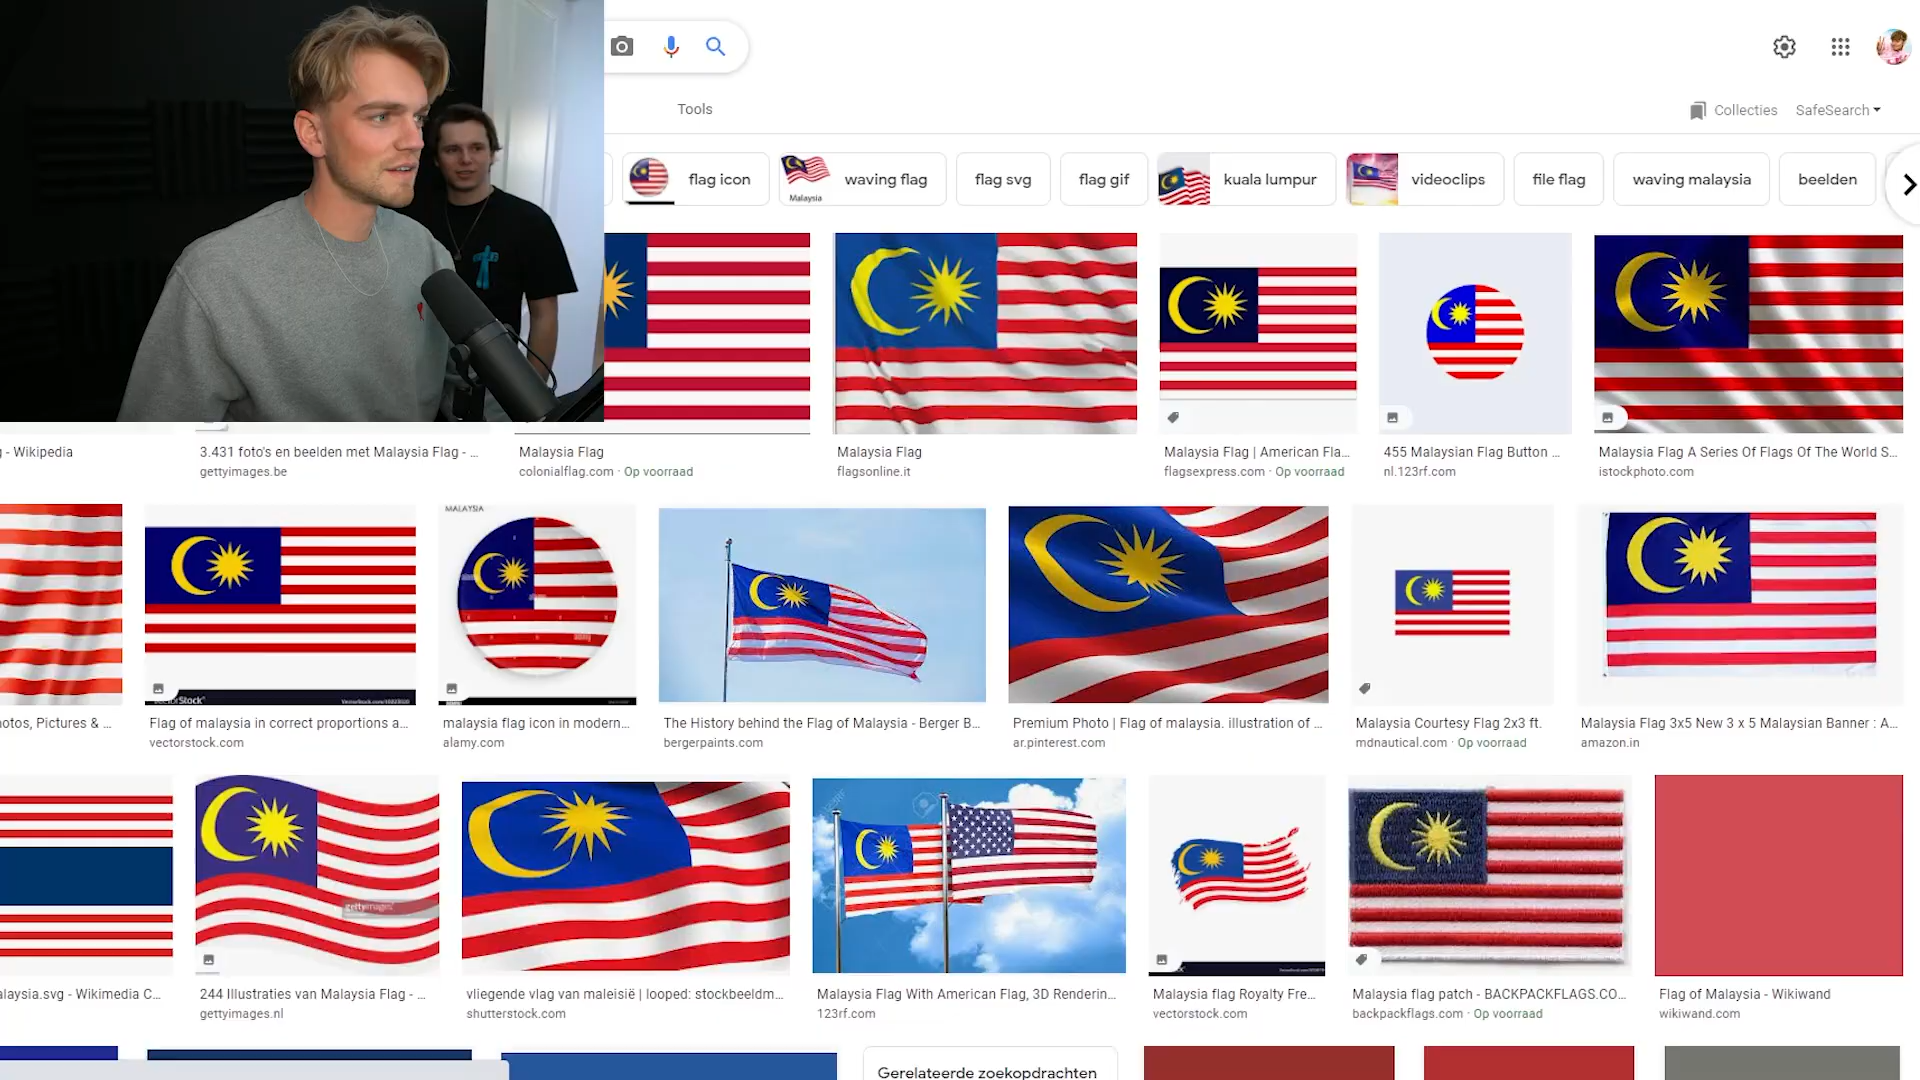 Tools
Collecties
SafeSearch
flag icon
Malaysia
waving flag
flag svg
flag gif
kuala lumpur
videoclips
file flag
waving malaysia
beelden
g - Wikipedia
3.431 foto's en beelden met Malaysia Flag - ...
gettyimages.be
Malaysia Flag
colonialflag.com · Op voorraad
Malaysia Flag
flagsonline.it
Malaysia Flag | American Fla...
flagsexpress.com · Op voorraad
455 Malaysian Flag Button ...
nl.123rf.com
Malaysia Flag A Series Of Flags Of The World S...
istockphoto.com
MALAYSIA
hotos, Pictures & ...
Flag of malaysia in correct proportions a...
vectorstock.com
malaysia flag icon in modern...
alamy.com
The History behind the Flag of Malaysia - Berger B...
bergerpaints.com
Premium Photo | Flag of malaysia. illustration of ...
ar.pinterest.com
Malaysia Courtesy Flag 2x3 ft.
mdnautical.com · Op voorraad
Malaysia Flag 3x5 New 3 x 5 Malaysian Banner : A...
amazon.in
gettyimages
alaysia.svg - Wikimedia C...
244 Illustraties van Malaysia Flag - ...
gettyimages.nl
vliegende vlag van maleisië | looped: stockbeeldm...
shutterstock.com
Malaysia Flag With American Flag, 3D Renderin...
123rf.com
Malaysia flag Royalty Fre...
vectorstock.com
Malaysia flag patch - BACKPACKFLAGS.CO...
backpackflags.com · Op voorraad
Flag of Malaysia - Wikiwand
wikiwand.com
Gerelateerde zoekopdrachten